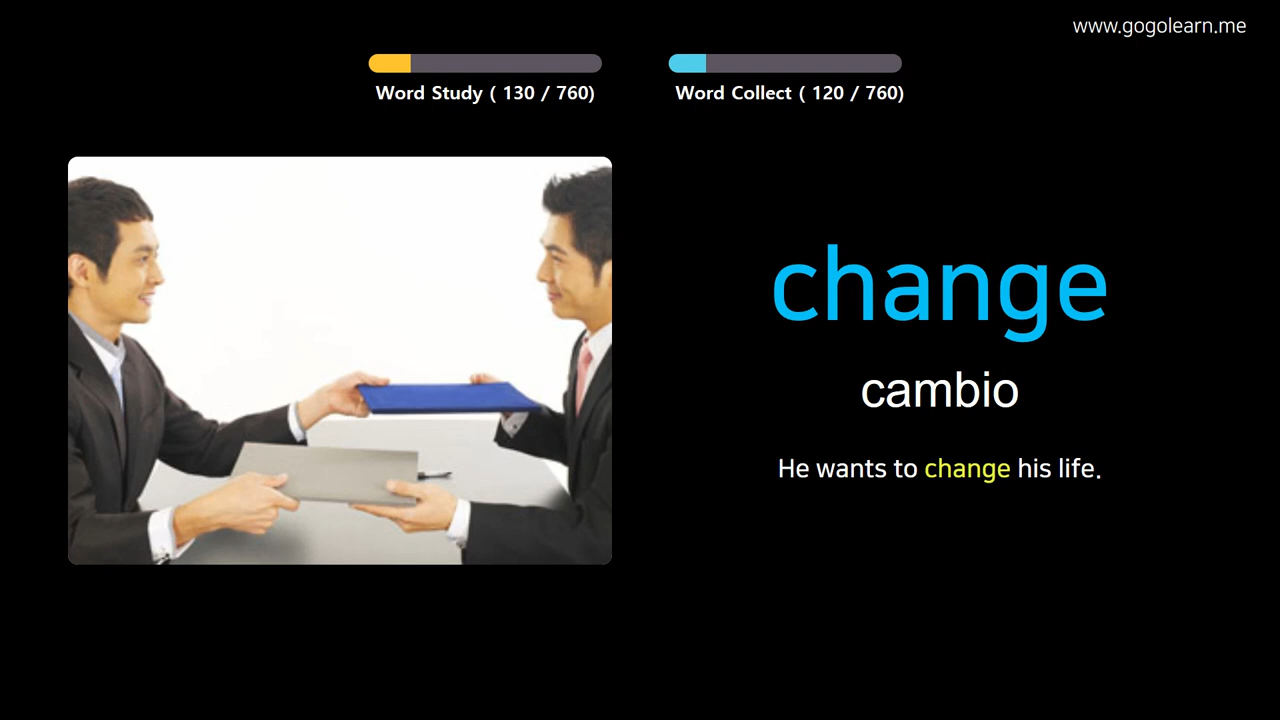 www.gogolearn.me
Word Study ( 130 / 760)
Word Collect ( 120 / 760)
change
cambio
He wants to change his life.